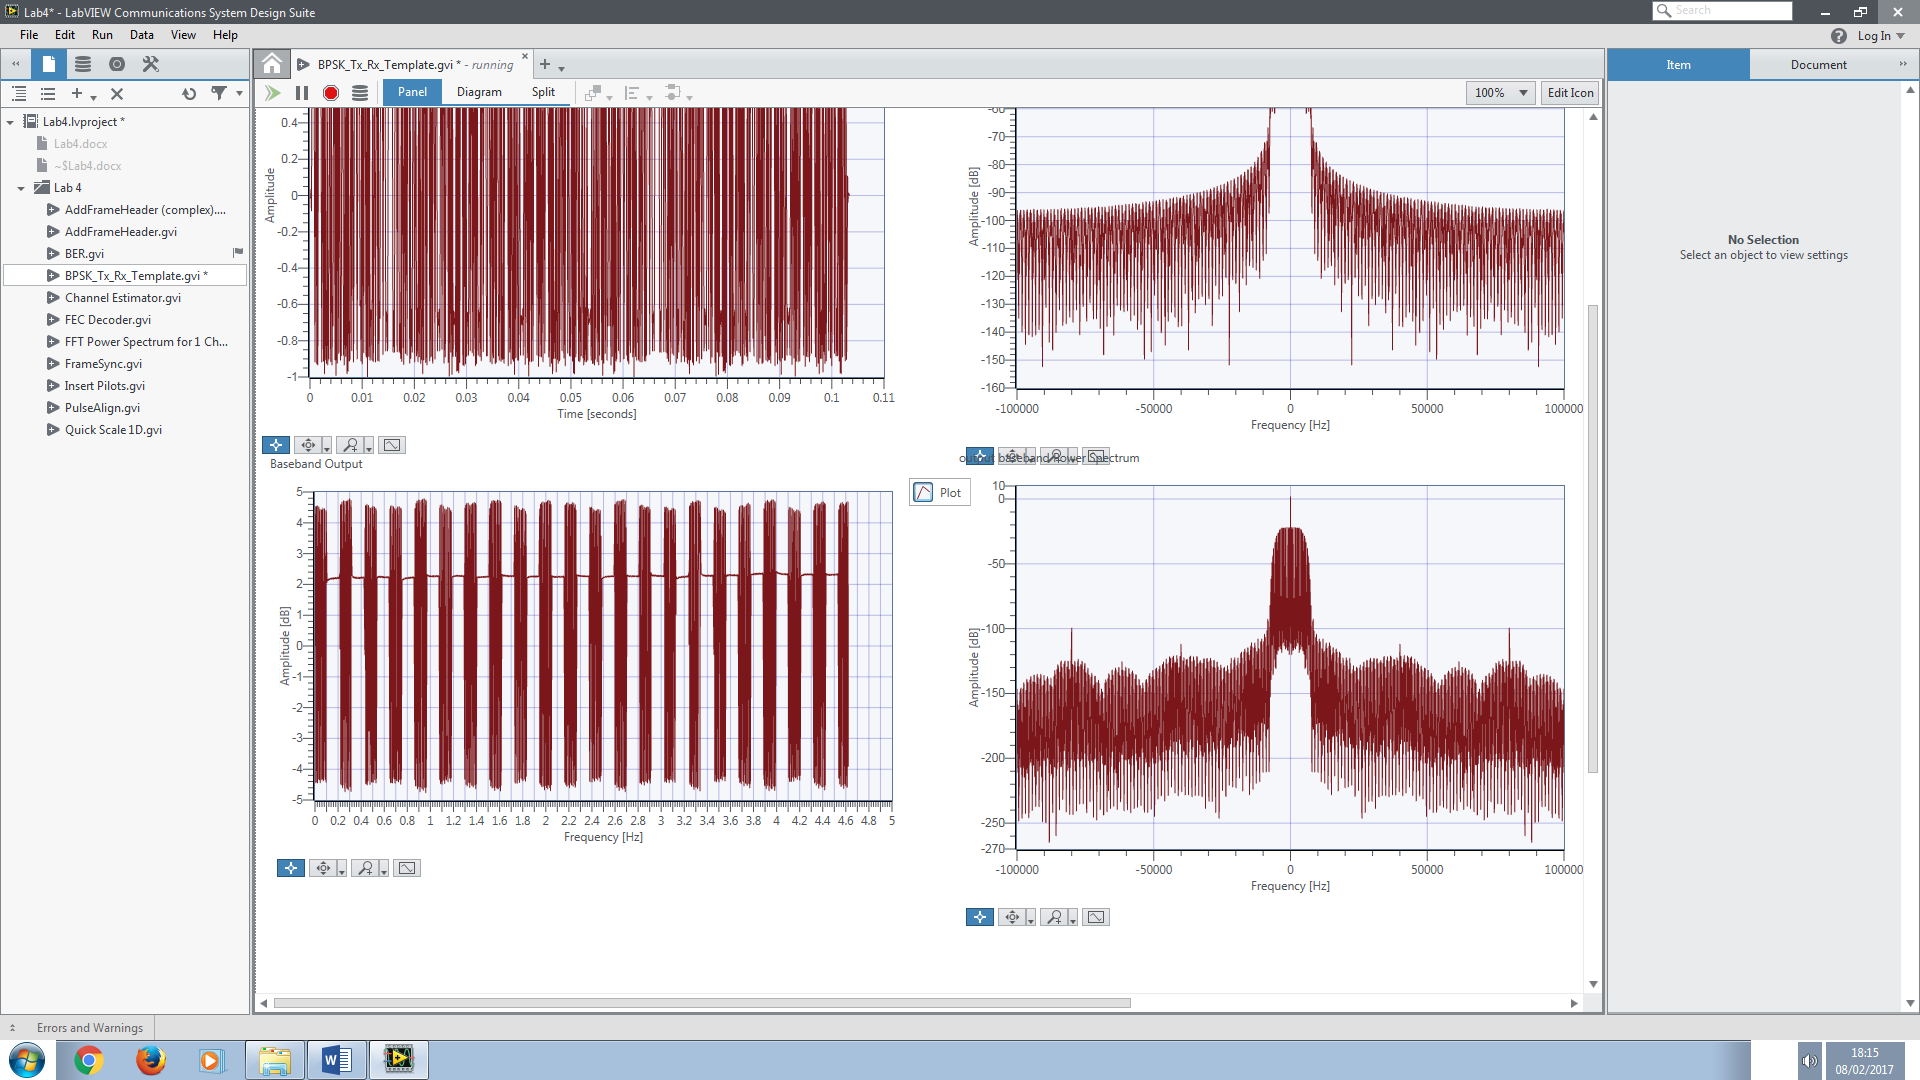 Lab4* - LabVIEW Communications System Design Suite
Search
File Edit Run Data View Help
Log In
BPSK_Tx_Rx_Template.gvi * - running
Item Document
Panel Diagram Split
100%
Edit Icon
Lab4.lvproject *
Lab4.docx
~$Lab4.docx
Lab 4
AddFrameHeader (complex)....
AddFrameHeader.gvi
BER.gvi
BPSK_Tx_Rx_Template.gvi *
Channel Estimator.gvi
FEC Decoder.gvi
FFT Power Spectrum for 1 Ch...
FrameSync.gvi
Insert Pilots.gvi
PulseAlign.gvi
Quick Scale 1D.gvi
No Selection
Select an object to view settings
0.4
0.2
0
-0.2
-0.4
-0.6
-0.8
-1
Amplitude
0 0.01 0.02 0.03 0.04 0.05 0.06 0.07 0.08 0.09 0.1 0.11
Time [seconds]
-60
-70
-80
-90
-100
-110
-120
-130
-140
-150
-160
Amplitude [dB]
-100000 -50000 0 50000 100000
Frequency [Hz]
Baseband Output
5
4
3
2
1
0
-1
-2
-3
-4
-5
Amplitude [dB]
0 0.2 0.4 0.6 0.8 1 1.2 1.4 1.6 1.8 2 2.2 2.4 2.6 2.8 3 3.2 3.4 3.6 3.8 4 4.2 4.4 4.6 4.8 5
Frequency [Hz]
Plot
output baseband Power Spectrum
10
0
-50
-100
-150
-200
-250
-270
Amplitude [dB]
-100000 -50000 0 50000 100000
Frequency [Hz]
Errors and Warnings
18:15
08/02/2017